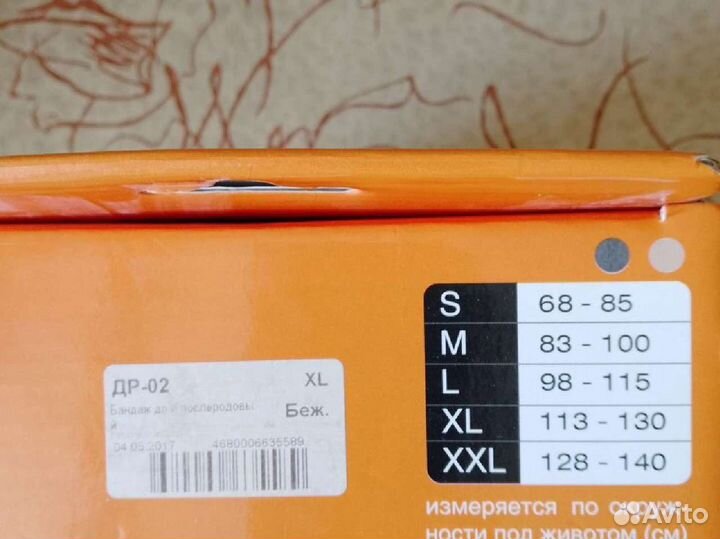 ДР-02 XL
Бандаж до и послеродовы
й
Беж.
04.05.2017 4680006635589
S 68 - 85
M 83 - 100
L 98 - 115
XL 113 - 130
XXL 128 - 140
измеряется по окруж-
ности под животом (см)
Avito